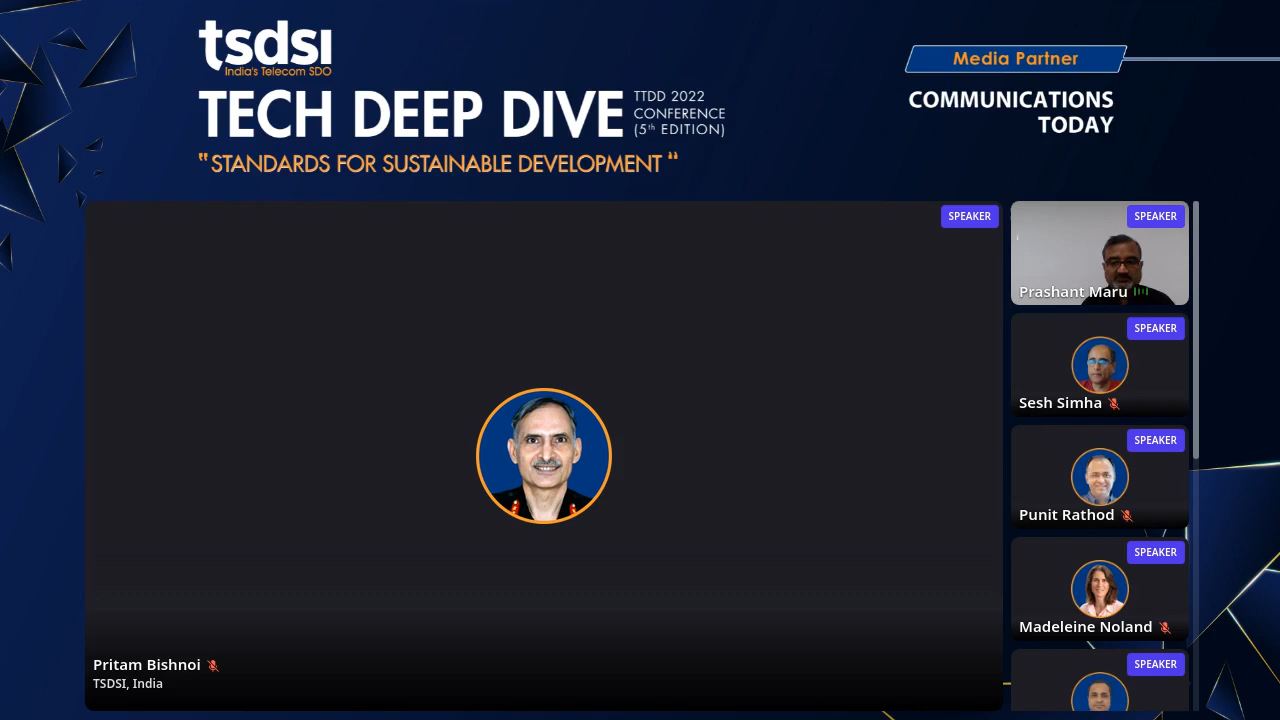 tsdsi
India's Telecom SDO
TECH DEEP DIVE
TTDD 2022
CONFERENCE
(5th EDITION)
"STANDARDS FOR SUSTAINABLE DEVELOPMENT"
Media Partner
COMMUNICATIONS
TODAY
SPEAKER
Pritam Bishnoi
TSDSI, India
SPEAKER
Prashant Maru
SPEAKER
Sesh Simha
SPEAKER
Punit Rathod
SPEAKER
Madeleine Noland
SPEAKER